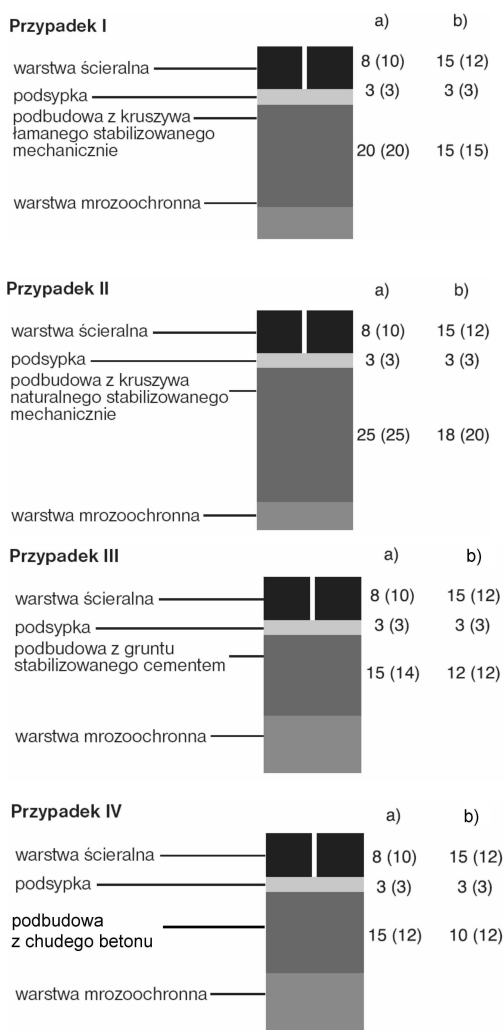 Przypadek I
a) b)
warstwa ścieralna 8 (10) 15 (12)
podsypka 3 (3) 3 (3)
podbudowa z kruszywa
łamanego stabilizowanego
mechanicznie 20 (20) 15 (15)
warstwa mrozoochronna
Przypadek II
a) b)
warstwa ścieralna 8 (10) 15 (12)
podsypka 3 (3) 3 (3)
podbudowa z kruszywa
naturalnego stabilizowanego
mechanicznie
25 (25) 18 (20)
warstwa mrozoochronna
Przypadek III
a) b)
warstwa ścieralna 8 (10) 15 (12)
podsypka 3 (3) 3 (3)
podbudowa z gruntu
stabilizowanego cementem
15 (14) 12 (12)
warstwa mrozoochronna
Przypadek IV
a) b)
warstwa ścieralna 8 (10) 15 (12)
podsypka 3 (3) 3 (3)
podbudowa
z chudego betonu 15 (12) 10 (12)
warstwa mrozoochronna